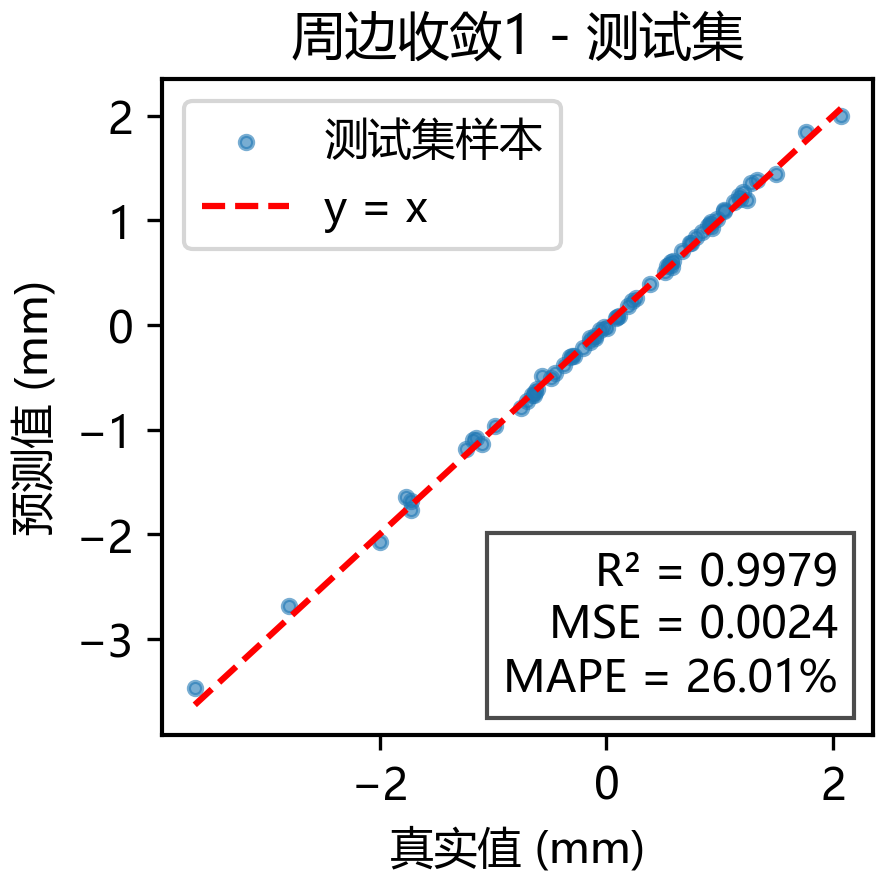 周边收敛1 - 测试集
测试集样本
y = x
预测值 (mm)
2
1
0
−1
−2
−3
R² = 0.9979
MSE = 0.0024
MAPE = 26.01%
−2
0
2
真实值 (mm)